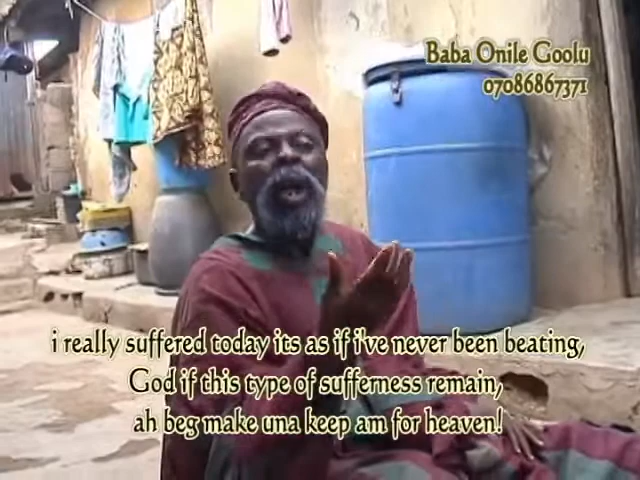 Baba Onile Goolu
07086867371
i really suffered today its as if i've never been beating,
God if this type of sufferness remain,
ah beg make una keep am for heaven!